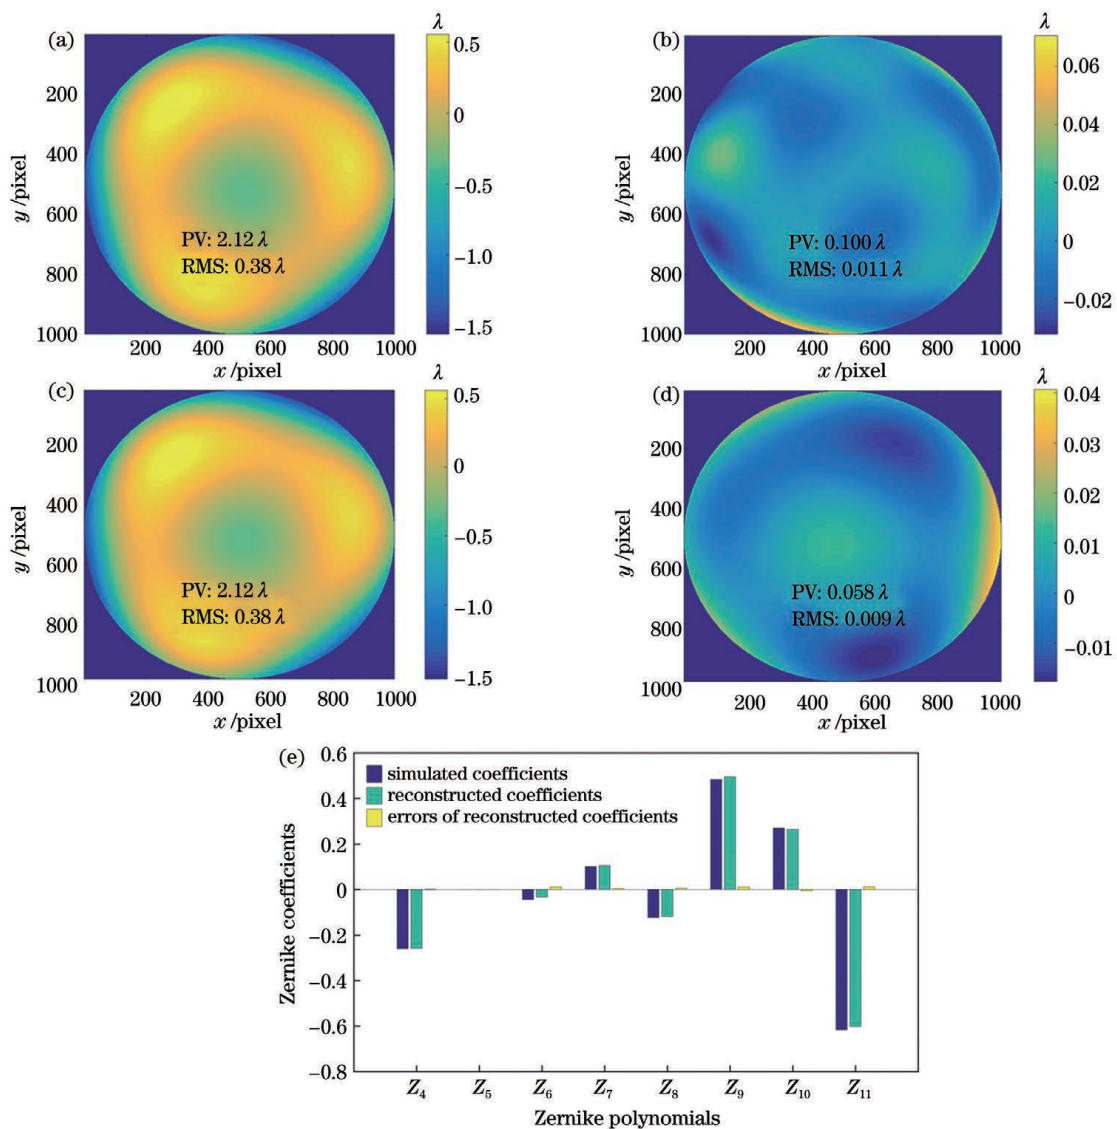 (a)
λ
0.5
0
−0.5
−1.0
−1.5
200
400
600
800
1000
y/pixel
PV: 2.12 λ
RMS: 0.38 λ
200 400 600 800 1000
x/pixel
(b)
λ
0.06
0.04
0.02
0
−0.02
200
400
600
800
1000
y/pixel
PV: 0.100 λ
RMS: 0.011 λ
200 400 600 800 1000
x/pixel
(c)
λ
0.5
0
−0.5
−1.0
−1.5
200
400
600
800
1000
y/pixel
PV: 2.12 λ
RMS: 0.38 λ
200 400 600 800 1000
x/pixel
(d)
λ
0.04
0.03
0.02
0.01
0
−0.01
200
400
600
800
1000
y/pixel
PV: 0.058 λ
RMS: 0.009 λ
200 400 600 800 1000
x/pixel
(e)
0.6
0.4
0.2
0
−0.2
−0.4
−0.6
−0.8
Zernike coefficients
simulated coefficients
reconstructed coefficients
errors of reconstructed coefficients
Z₄ Z₅ Z₆ Z₇ Z₈ Z₉ Z₁₀ Z₁₁
Zernike polynomials